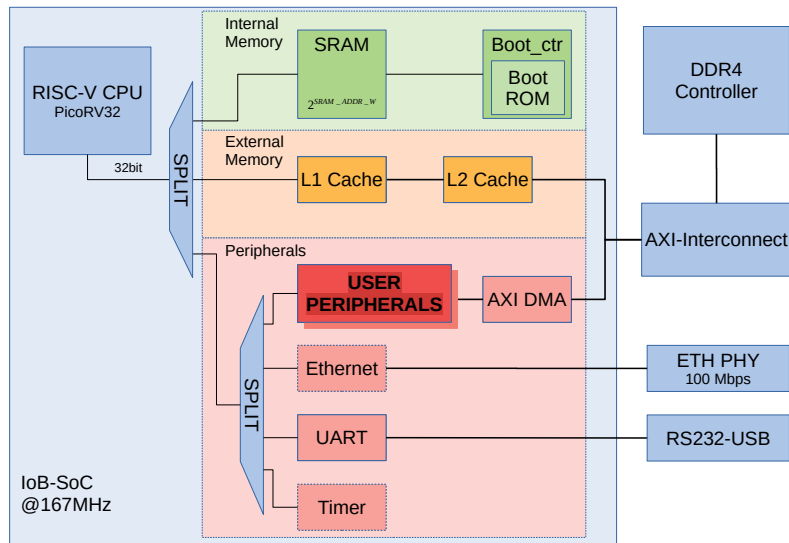 Internal
Memory
SRAM
2^SRAM_ADDR_W
Boot_ctr
Boot
ROM
RISC-V CPU
PicoRV32
32bit
SPLIT
External
Memory
L1 Cache
L2 Cache
DDR4
Controller
AXI-Interconnect
Peripherals
USER
PERIPHERALS
AXI DMA
SPLIT
Ethernet
ETH PHY
100 Mbps
UART
RS232-USB
Timer
IoB-SoC
@167MHz